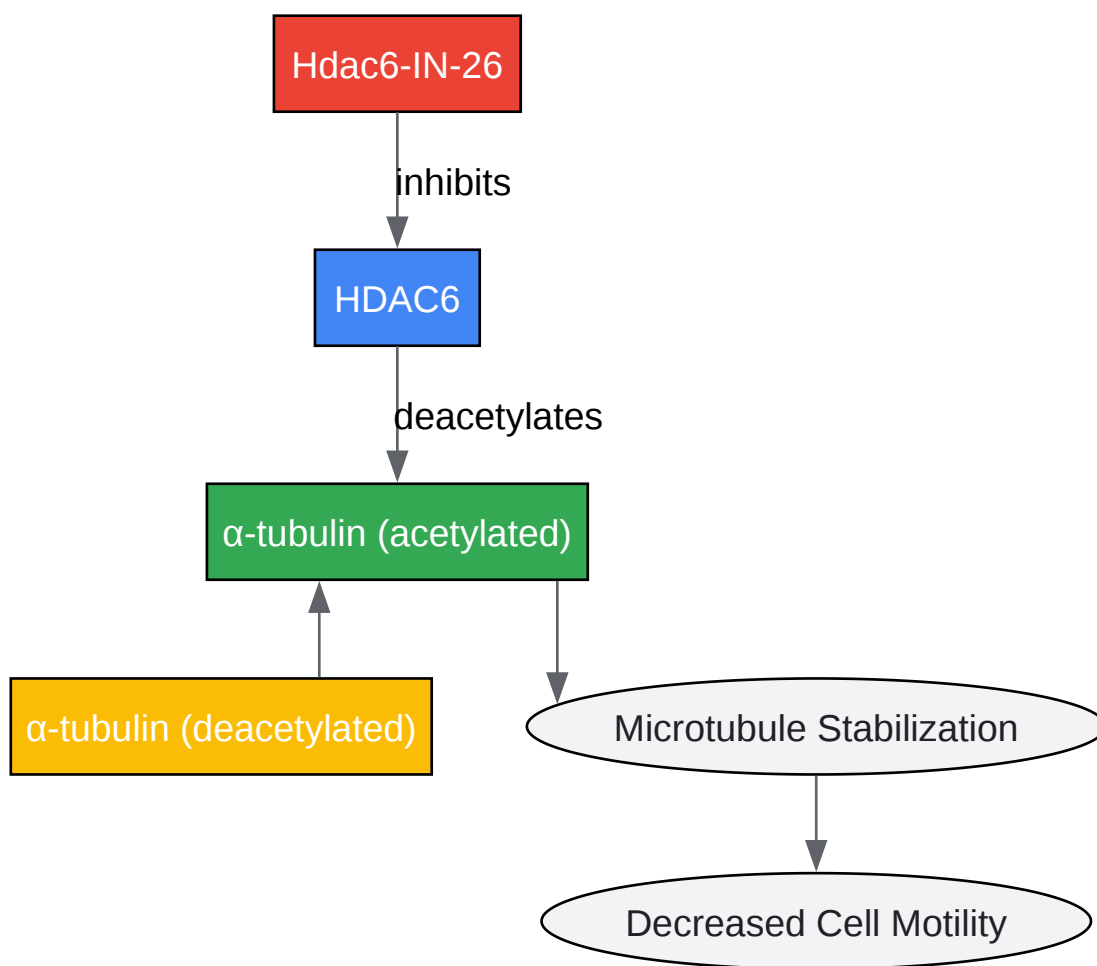 Hdac6-IN-26
inhibits
HDAC6
deacetylates
α-tubulin (acetylated)
α-tubulin (deacetylated)
Microtubule Stabilization
Decreased Cell Motility